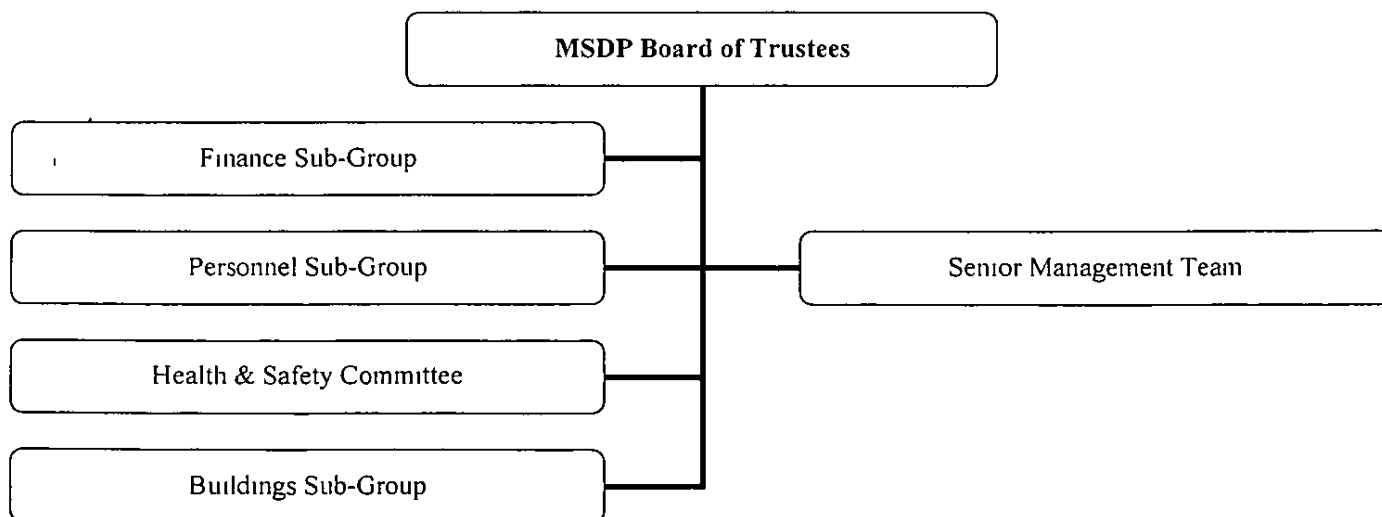 MSDP Board of Trustees
Finance Sub-Group
Personnel Sub-Group
Senior Management Team
Health & Safety Committee
Buildings Sub-Group